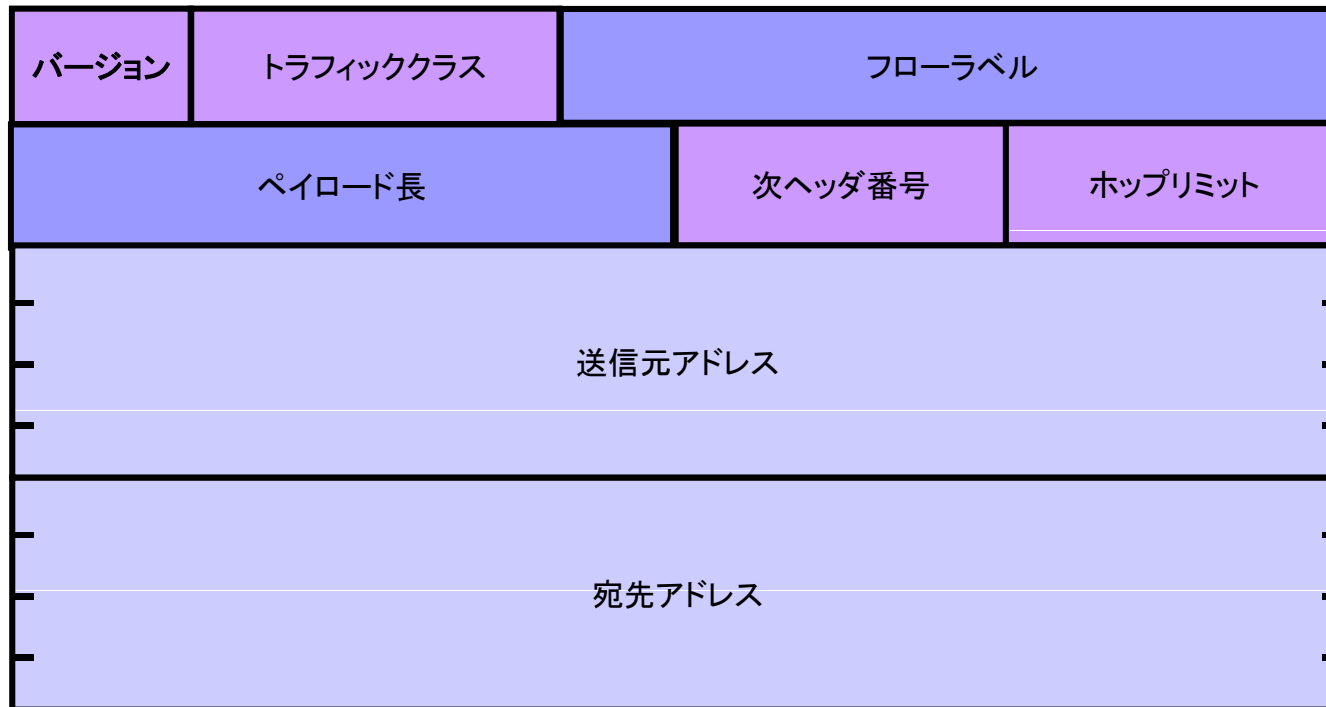 バージョン
トラフィッククラス
フローラベル
ペイロード長
次ヘッダ番号
ホップリミット
送信元アドレス
宛先アドレス